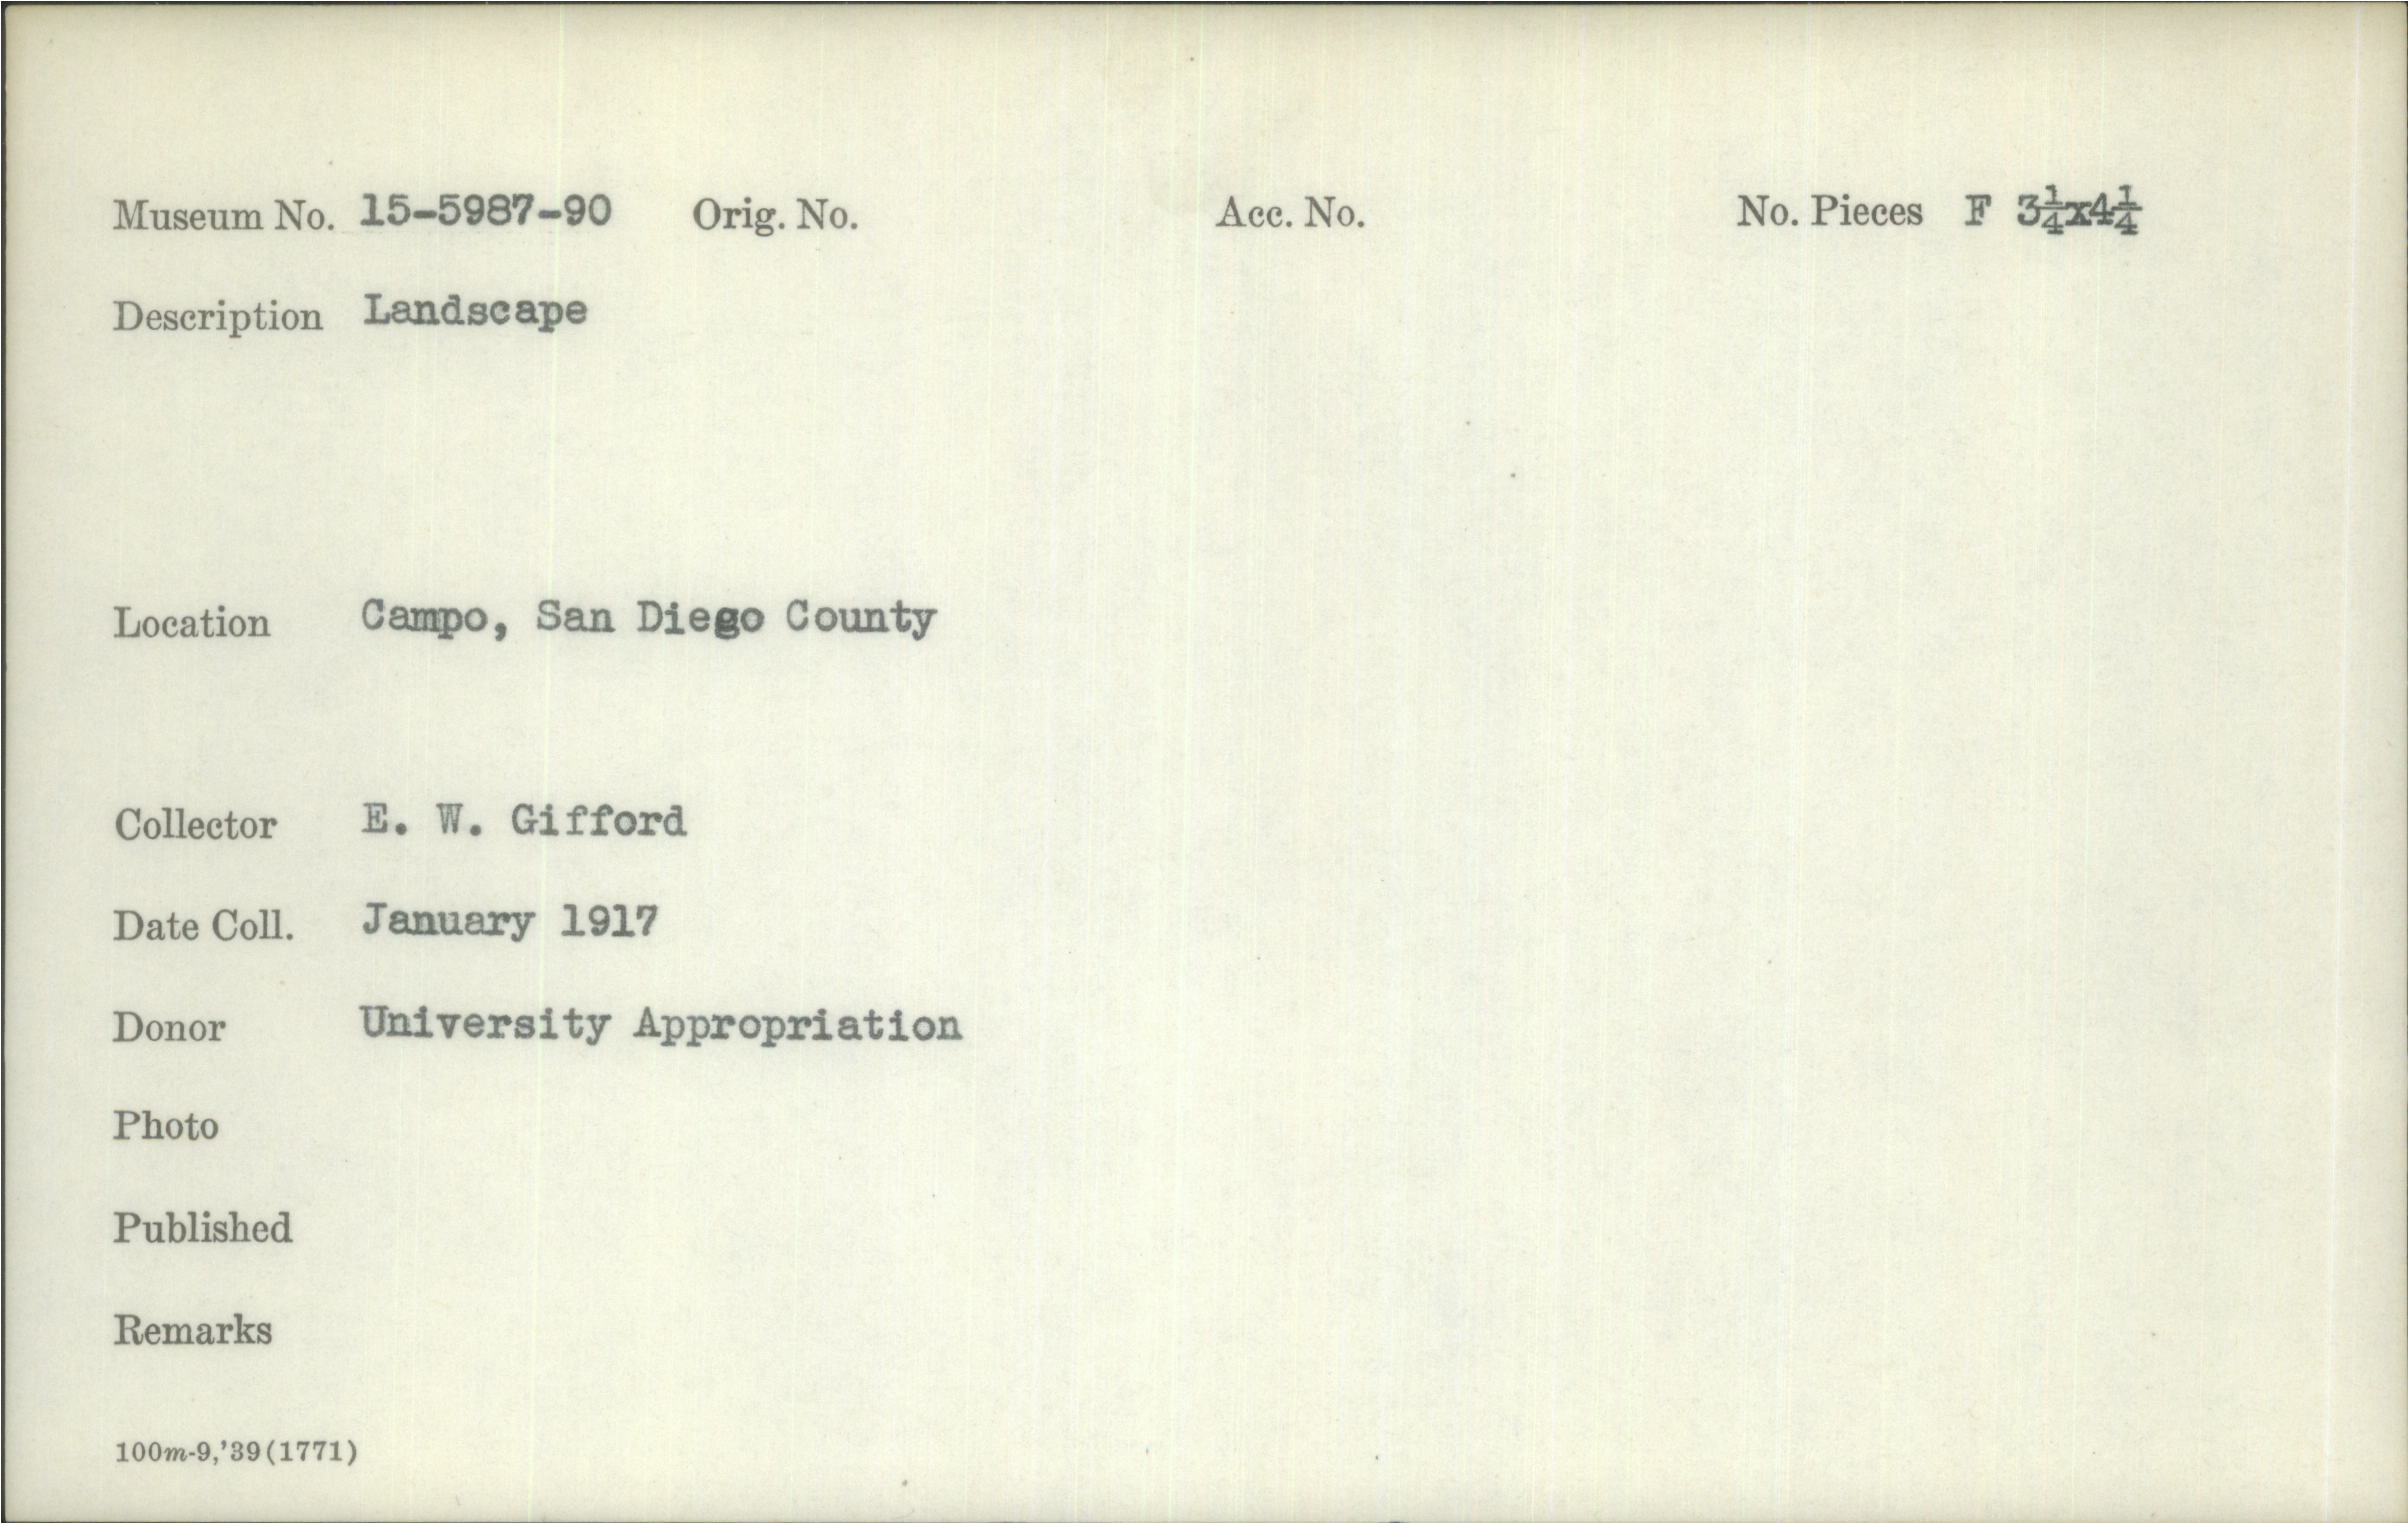 Museum No. 15-5987-90 Orig. No. Acc. No. No. Pieces F 3¼x4¼
Description Landscape
Location Campo, San Diego County
Collector E. W. Gifford
Date Coll. January 1917
Donor University Appropriation
Photo
Published
Remarks
100m-9,'39(1771)